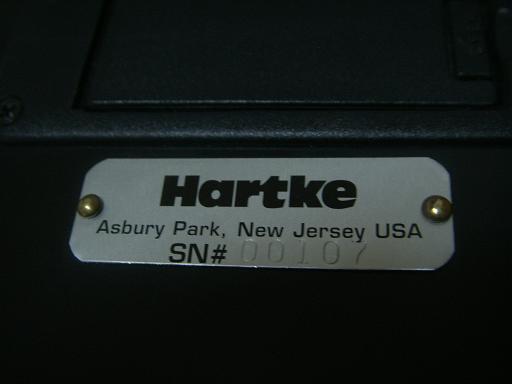 Hartke
Asbury Park, New Jersey USA
SN# 00107